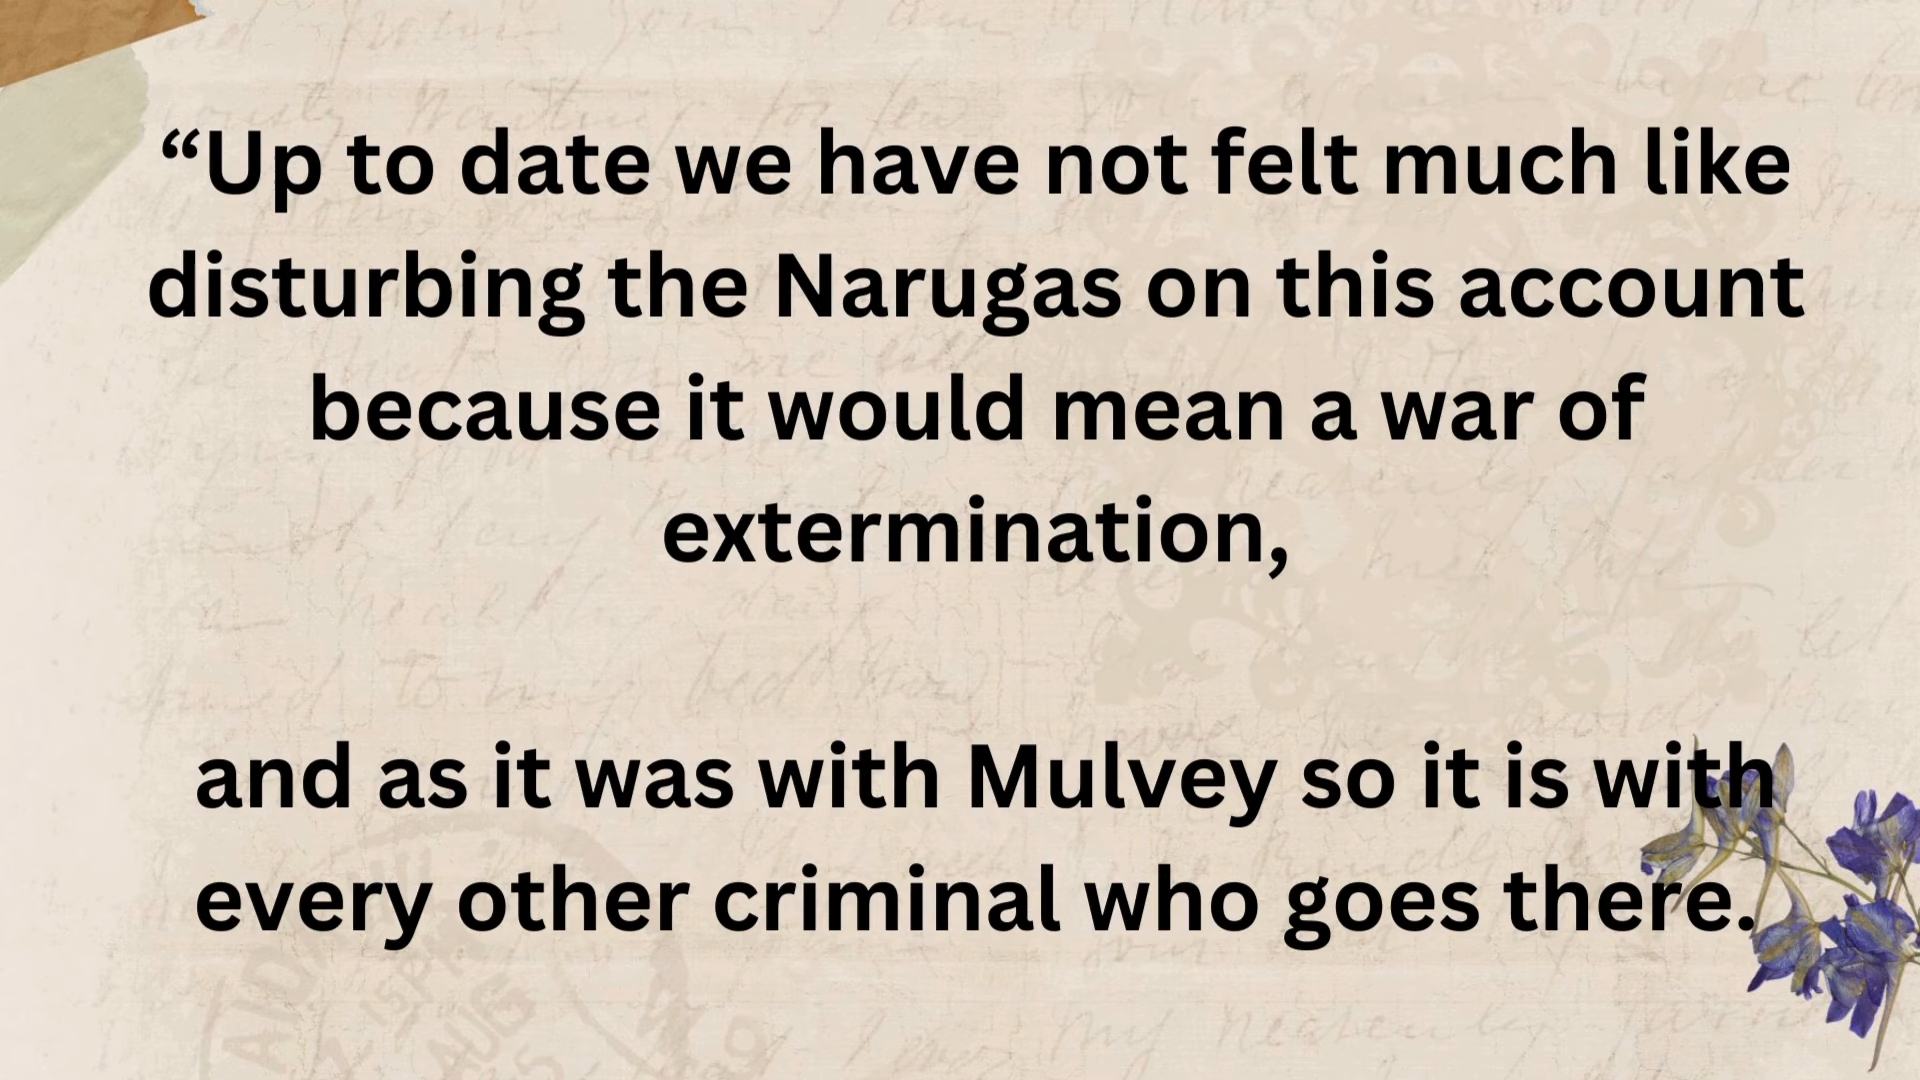 “Up to date we have not felt much like
disturbing the Narugas on this account
because it would mean a war of
extermination,
and as it was with Mulvey so it is with
every other criminal who goes there.